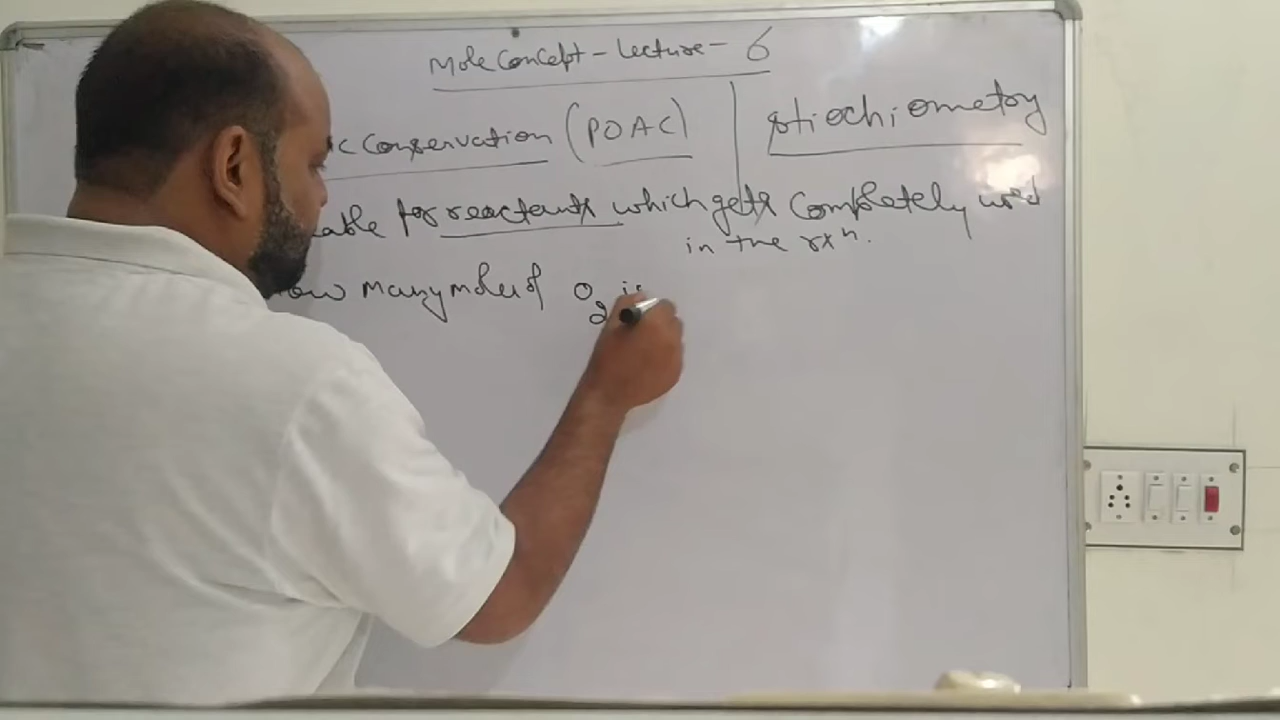 Mole Concept - Lecture - 6
c Conservation (POAC)
stiochiometry
able for reactants which gets completely used
in the rxn.
ow many moles of O2 is